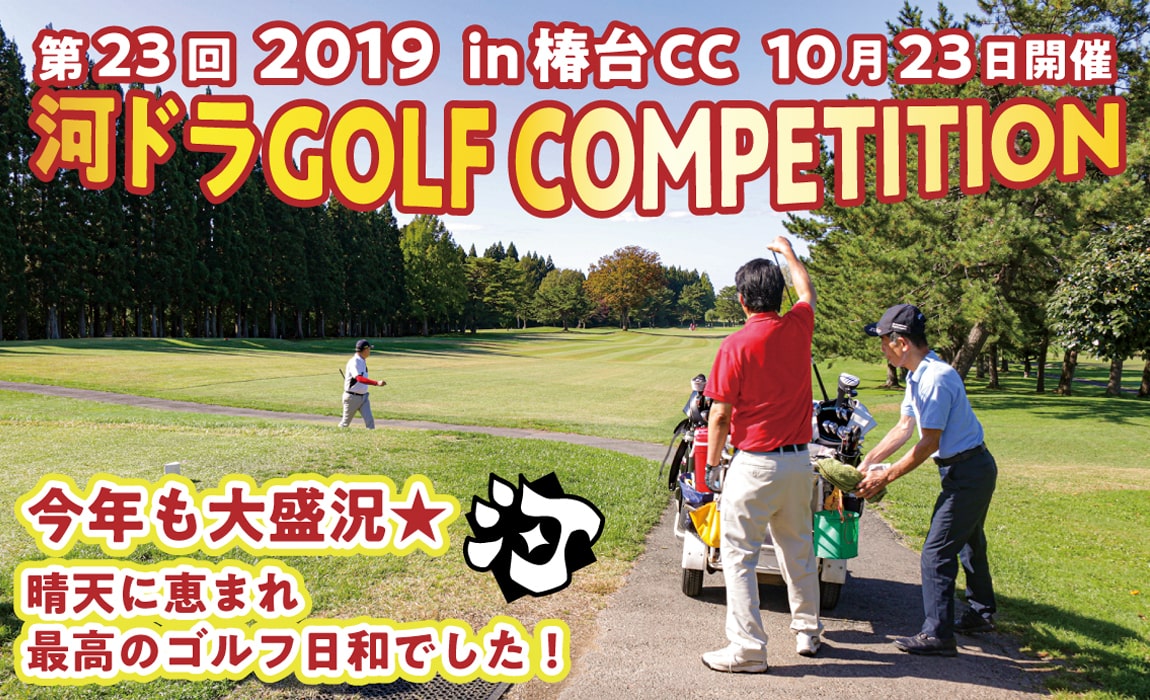 第23回 2019 in 椿台CC 10月23日開催
河ドラGOLF COMPETITION
今年も大盛況★
河
晴天に恵まれ
最高のゴルフ日和でした！